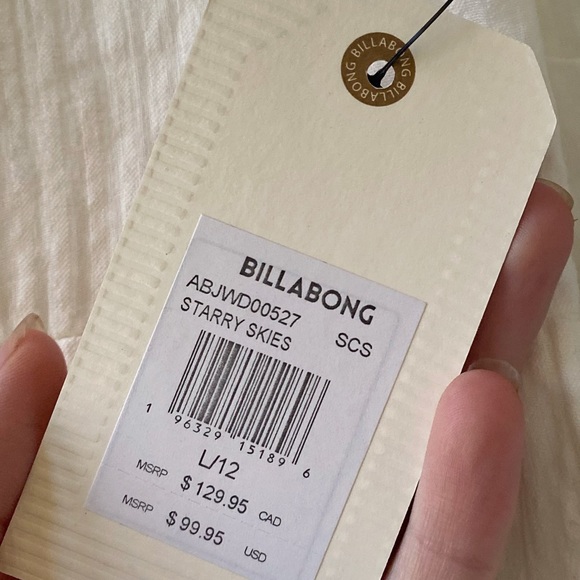 BILLABONG BILLABONG
BILLABONG
ABJWD00527
STARRY SKIES SCS
1 96329 15189 6
L/12
MSRP $129.95 CAD
MSRP $99.95 USD